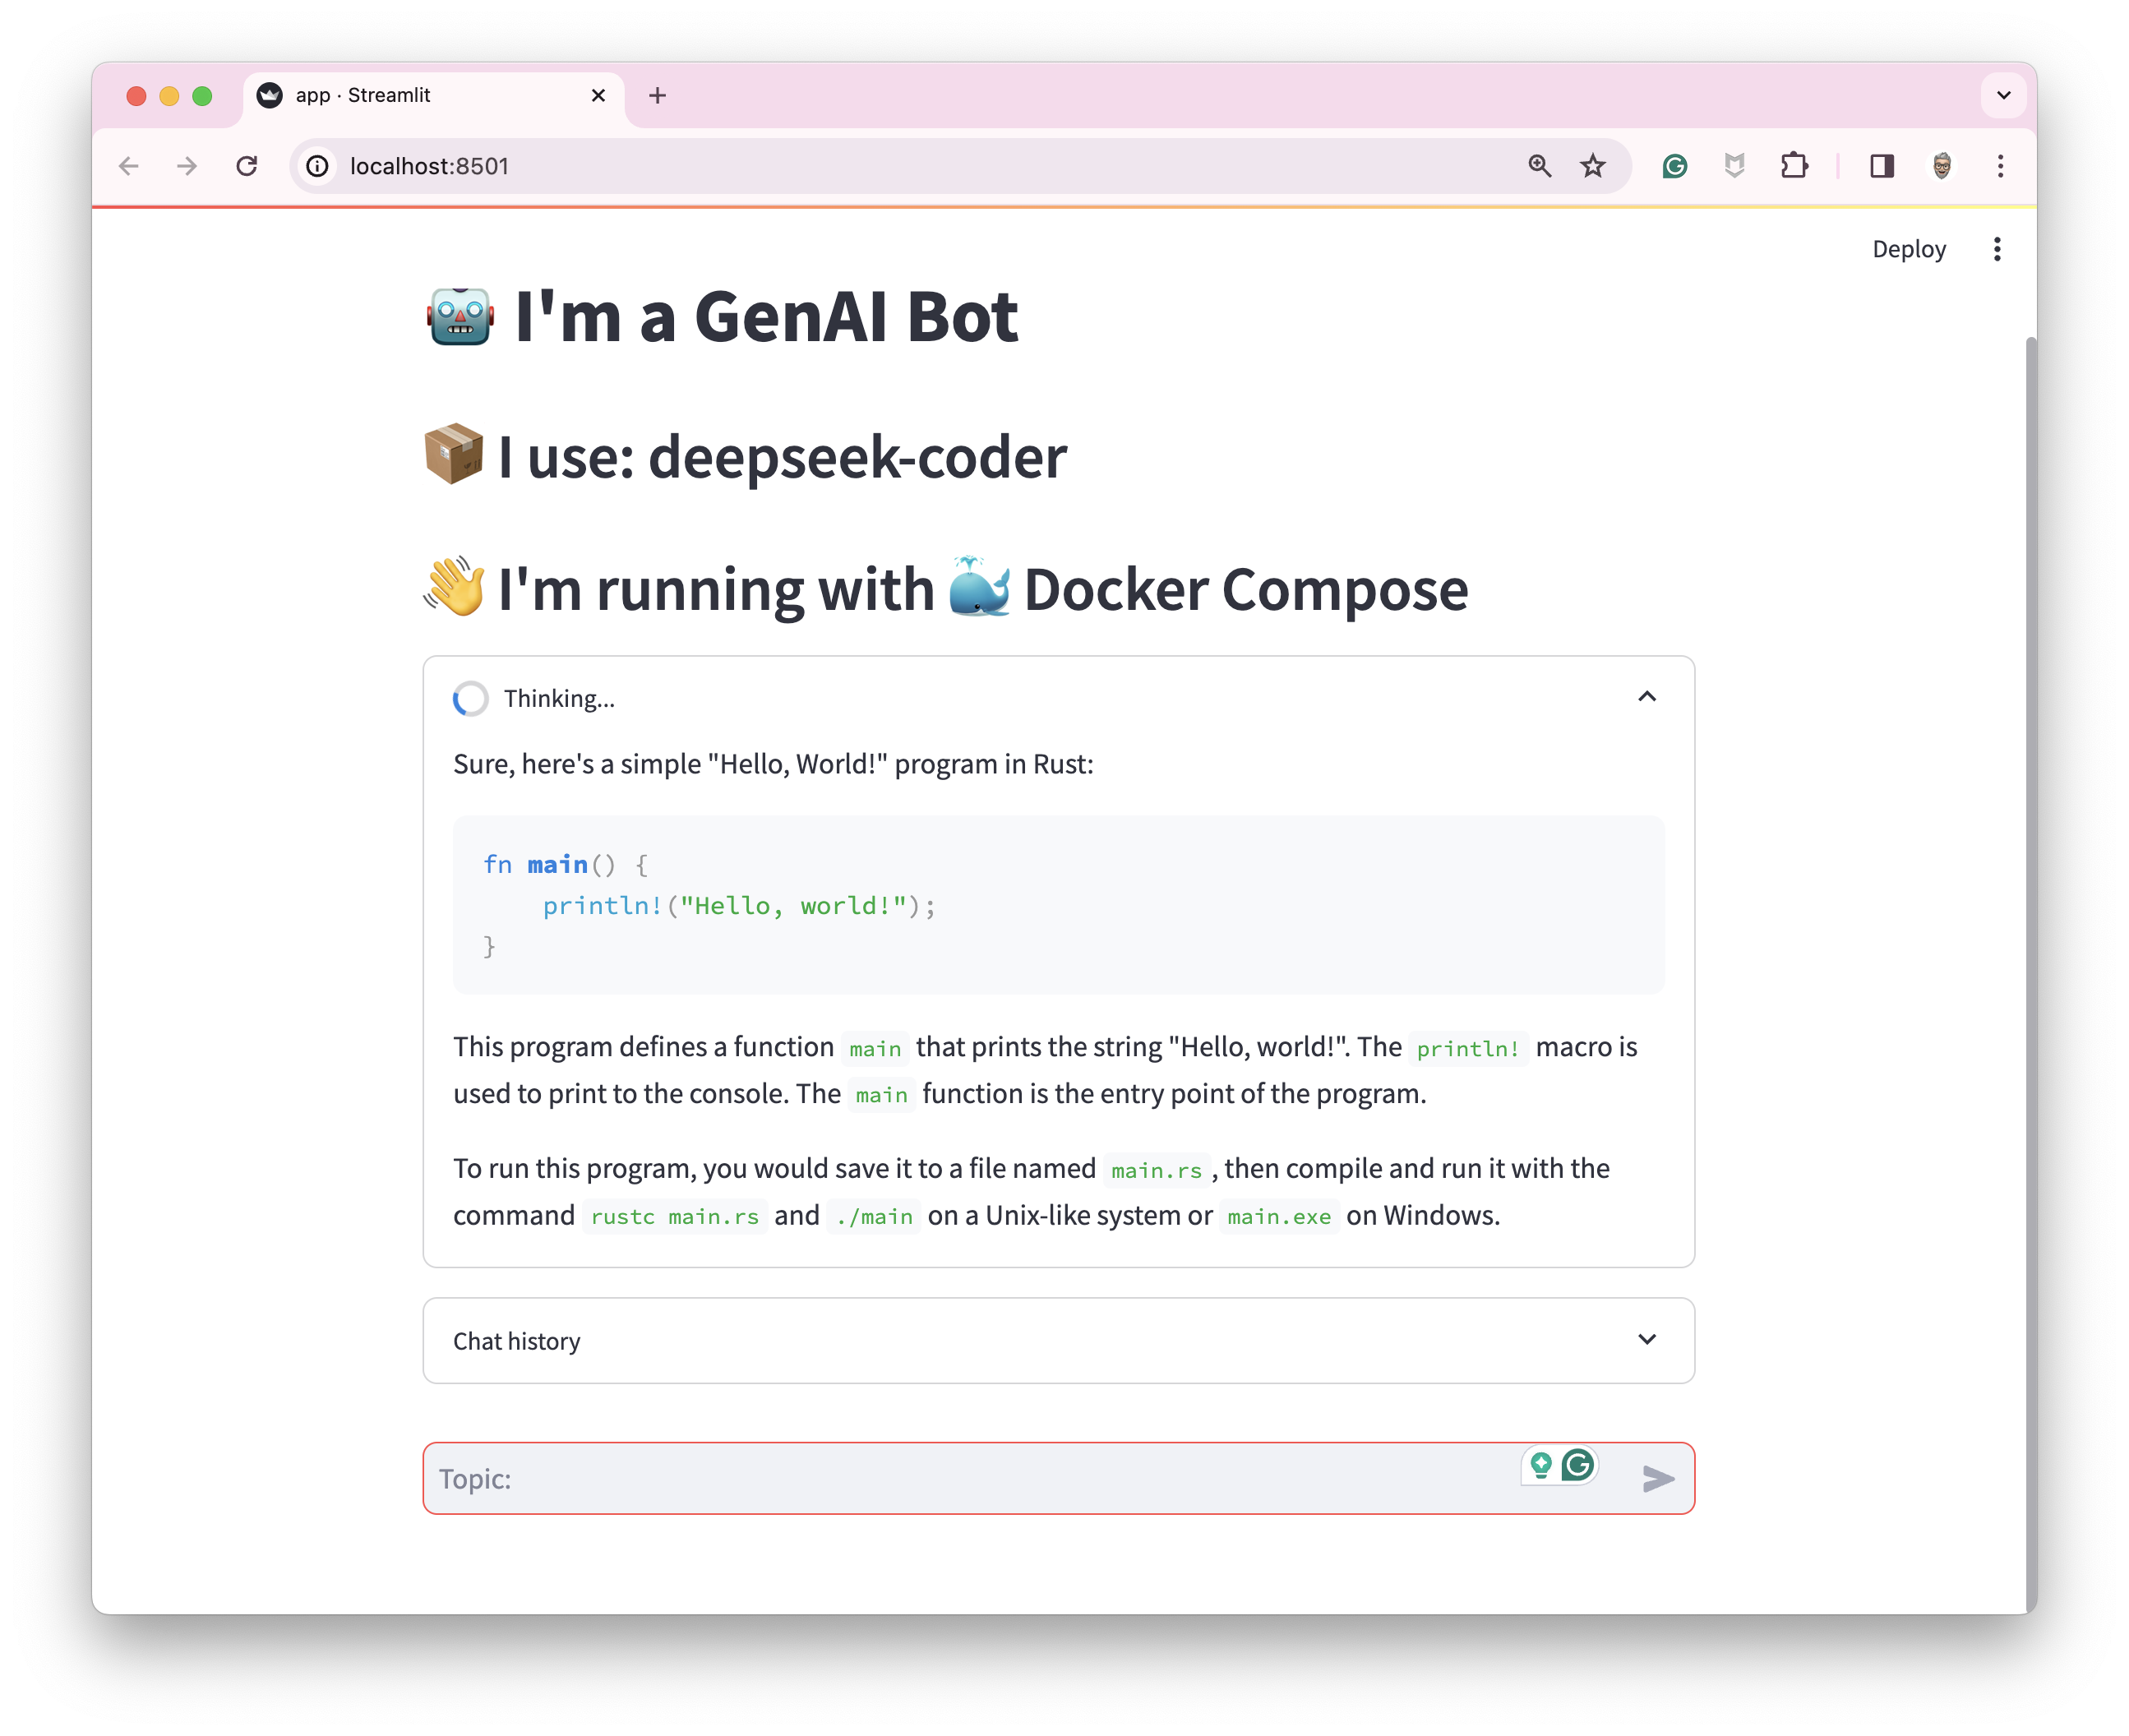 app · Streamlit
localhost:8501
Deploy
I'm a GenAI Bot
I use: deepseek-coder
I'm running with Docker Compose
Thinking...
Sure, here's a simple "Hello, World!" program in Rust:
fn main() {
    println!("Hello, world!");
}
This program defines a function main that prints the string "Hello, world!". The println! macro is
used to print to the console. The main function is the entry point of the program.
To run this program, you would save it to a file named main.rs , then compile and run it with the
command rustc main.rs and ./main on a Unix-like system or main.exe on Windows.
Chat history
Topic: